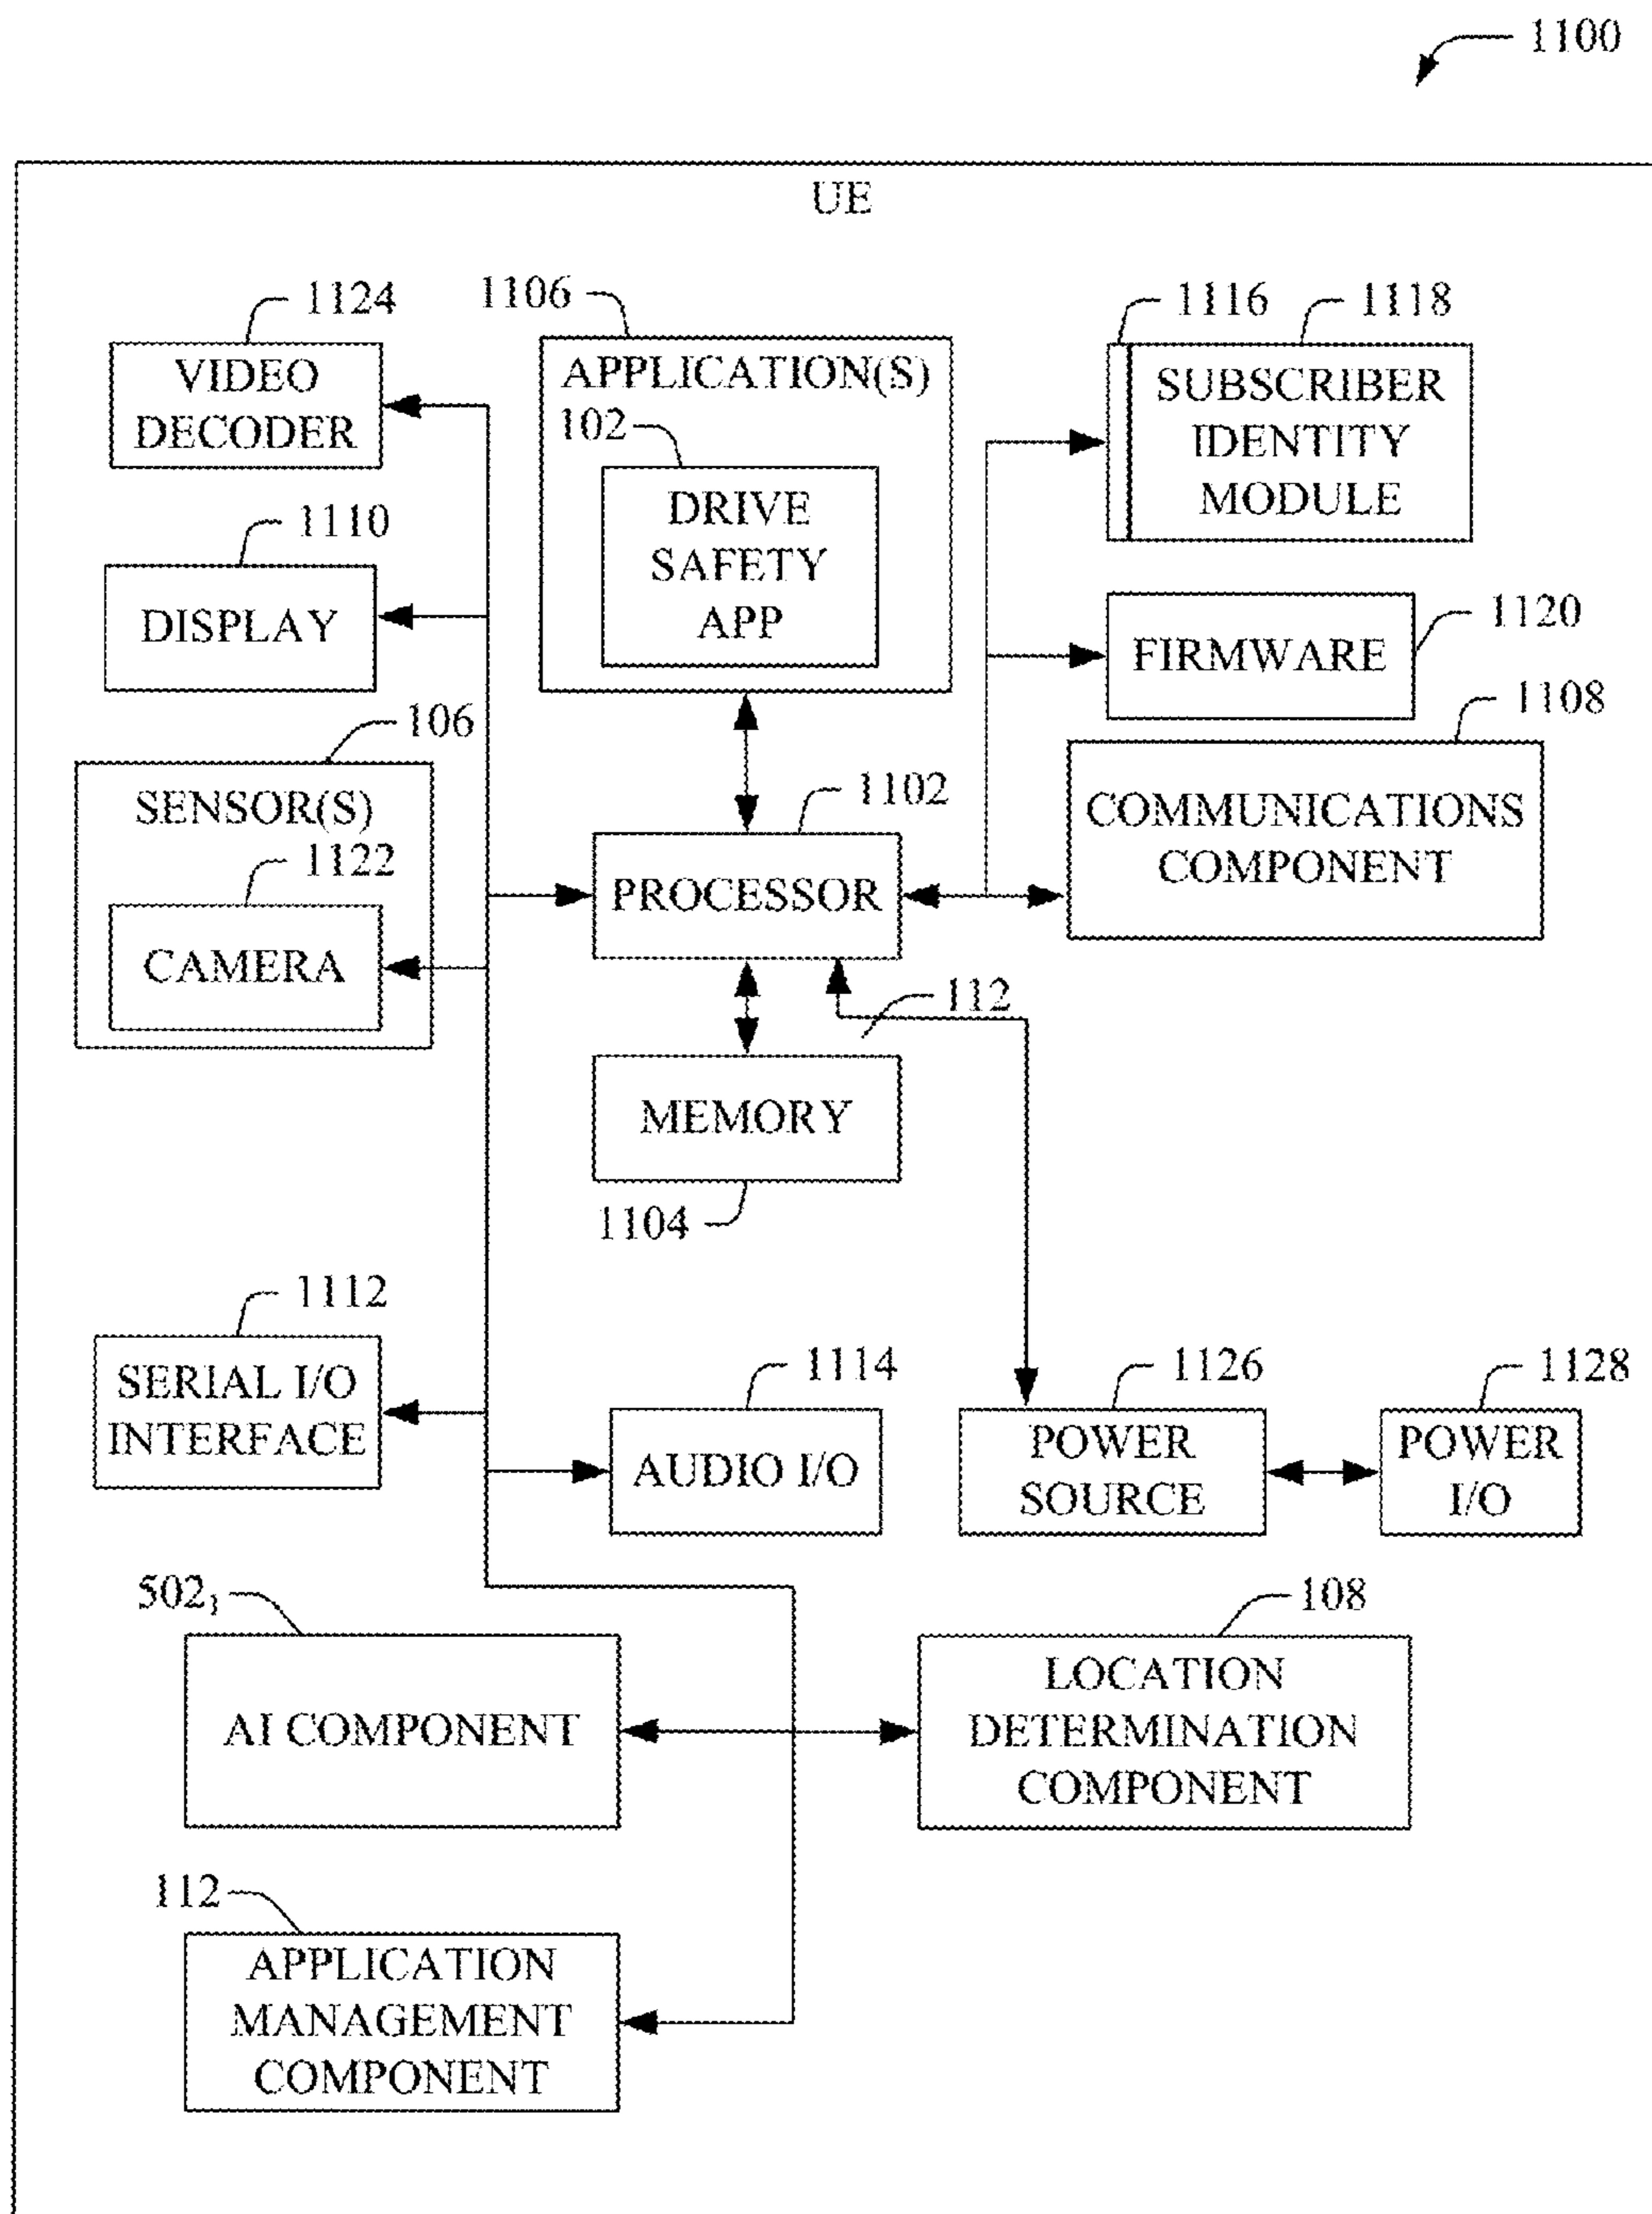 1100
UE
1124
VIDEO
DECODER
1106
APPLICATION(S)
102
DRIVE
SAFETY
APP
1116
1118
SUBSCRIBER
IDENTITY
MODULE
1110
DISPLAY
1120
FIRMWARE
106
SENSOR(S)
1122
CAMERA
1102
PROCESSOR
1108
COMMUNICATIONS
COMPONENT
112
MEMORY
1104
1112
SERIAL I/O
INTERFACE
1114
AUDIO I/O
1126
POWER
SOURCE
1128
POWER
I/O
502₁
AI COMPONENT
108
LOCATION
DETERMINATION
COMPONENT
112
APPLICATION
MANAGEMENT
COMPONENT